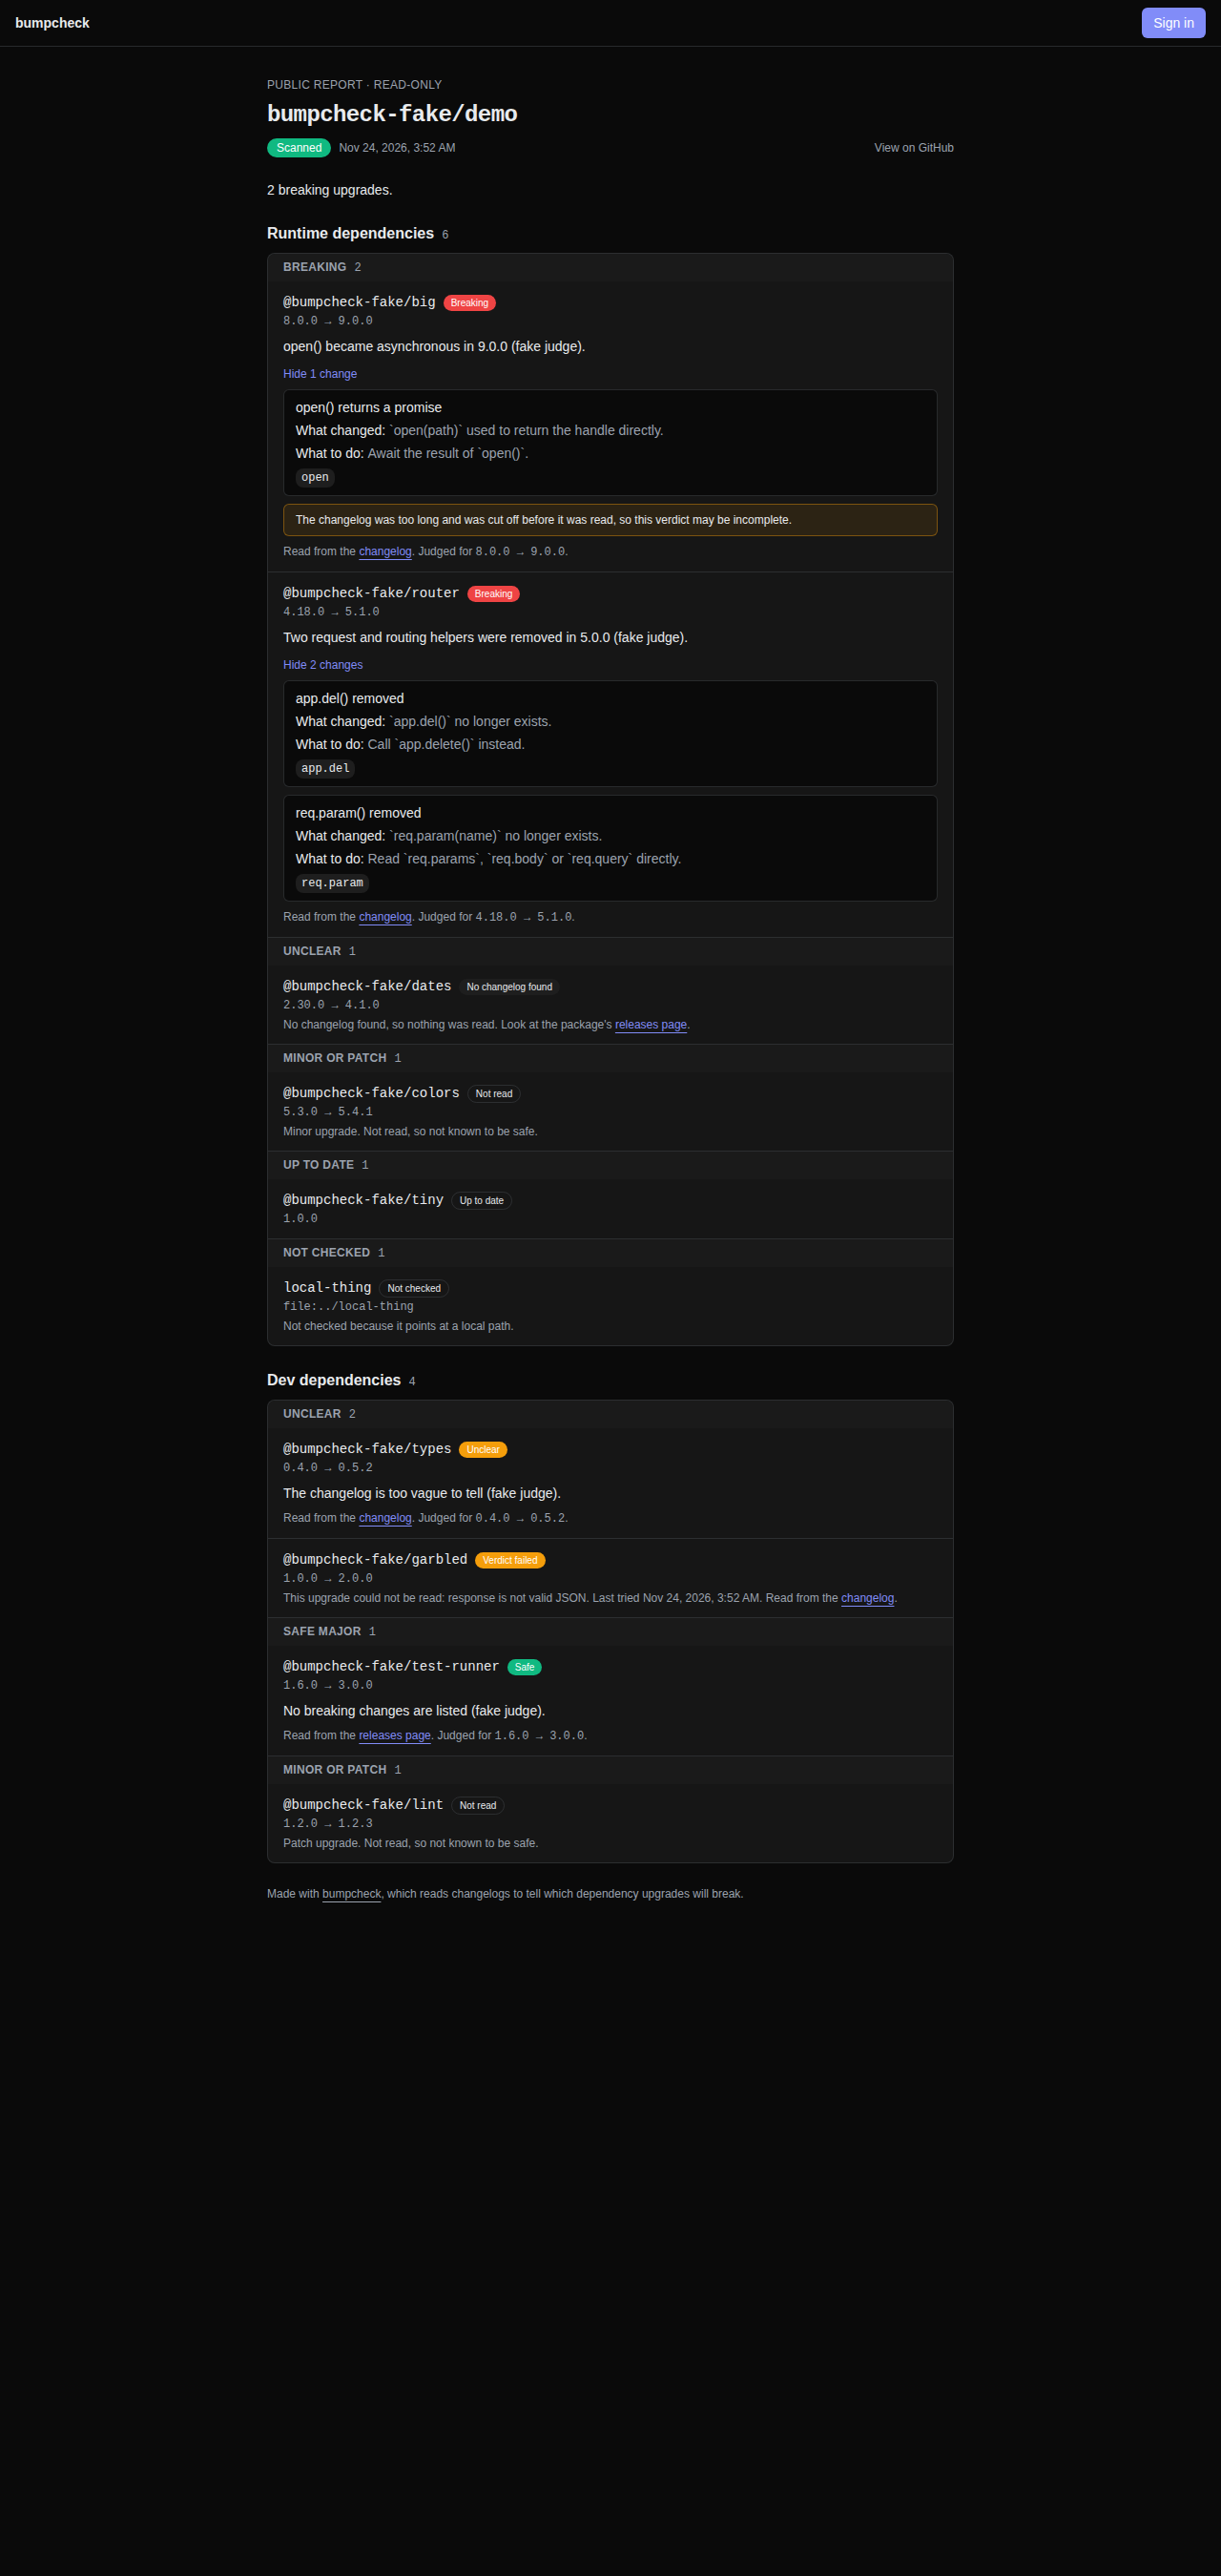 bumpcheck
Sign in
PUBLIC REPORT · READ-ONLY
bumpcheck-fake/demo
Scanned Nov 24, 2026, 3:52 AM View on GitHub
2 breaking upgrades.
Runtime dependencies 6
BREAKING 2
@bumpcheck-fake/big Breaking
8.0.0 → 9.0.0
open() became asynchronous in 9.0.0 (fake judge).
Hide 1 change
open() returns a promise
What changed: `open(path)` used to return the handle directly.
What to do: Await the result of `open()`.
open
The changelog was too long and was cut off before it was read, so this verdict may be incomplete.
Read from the changelog. Judged for 8.0.0 → 9.0.0.
@bumpcheck-fake/router Breaking
4.18.0 → 5.1.0
Two request and routing helpers were removed in 5.0.0 (fake judge).
Hide 2 changes
app.del() removed
What changed: `app.del()` no longer exists.
What to do: Call `app.delete()` instead.
app.del
req.param() removed
What changed: `req.param(name)` no longer exists.
What to do: Read `req.params`, `req.body` or `req.query` directly.
req.param
Read from the changelog. Judged for 4.18.0 → 5.1.0.
UNCLEAR 1
@bumpcheck-fake/dates No changelog found
2.30.0 → 4.1.0
No changelog found, so nothing was read. Look at the package's releases page.
MINOR OR PATCH 1
@bumpcheck-fake/colors Not read
5.3.0 → 5.4.1
Minor upgrade. Not read, so not known to be safe.
UP TO DATE 1
@bumpcheck-fake/tiny Up to date
1.0.0
NOT CHECKED 1
local-thing Not checked
file:../local-thing
Not checked because it points at a local path.
Dev dependencies 4
UNCLEAR 2
@bumpcheck-fake/types Unclear
0.4.0 → 0.5.2
The changelog is too vague to tell (fake judge).
Read from the changelog. Judged for 0.4.0 → 0.5.2.
@bumpcheck-fake/garbled Verdict failed
1.0.0 → 2.0.0
This upgrade could not be read: response is not valid JSON. Last tried Nov 24, 2026, 3:52 AM. Read from the changelog.
SAFE MAJOR 1
@bumpcheck-fake/test-runner Safe
1.6.0 → 3.0.0
No breaking changes are listed (fake judge).
Read from the releases page. Judged for 1.6.0 → 3.0.0.
MINOR OR PATCH 1
@bumpcheck-fake/lint Not read
1.2.0 → 1.2.3
Patch upgrade. Not read, so not known to be safe.
Made with bumpcheck, which reads changelogs to tell which dependency upgrades will break.